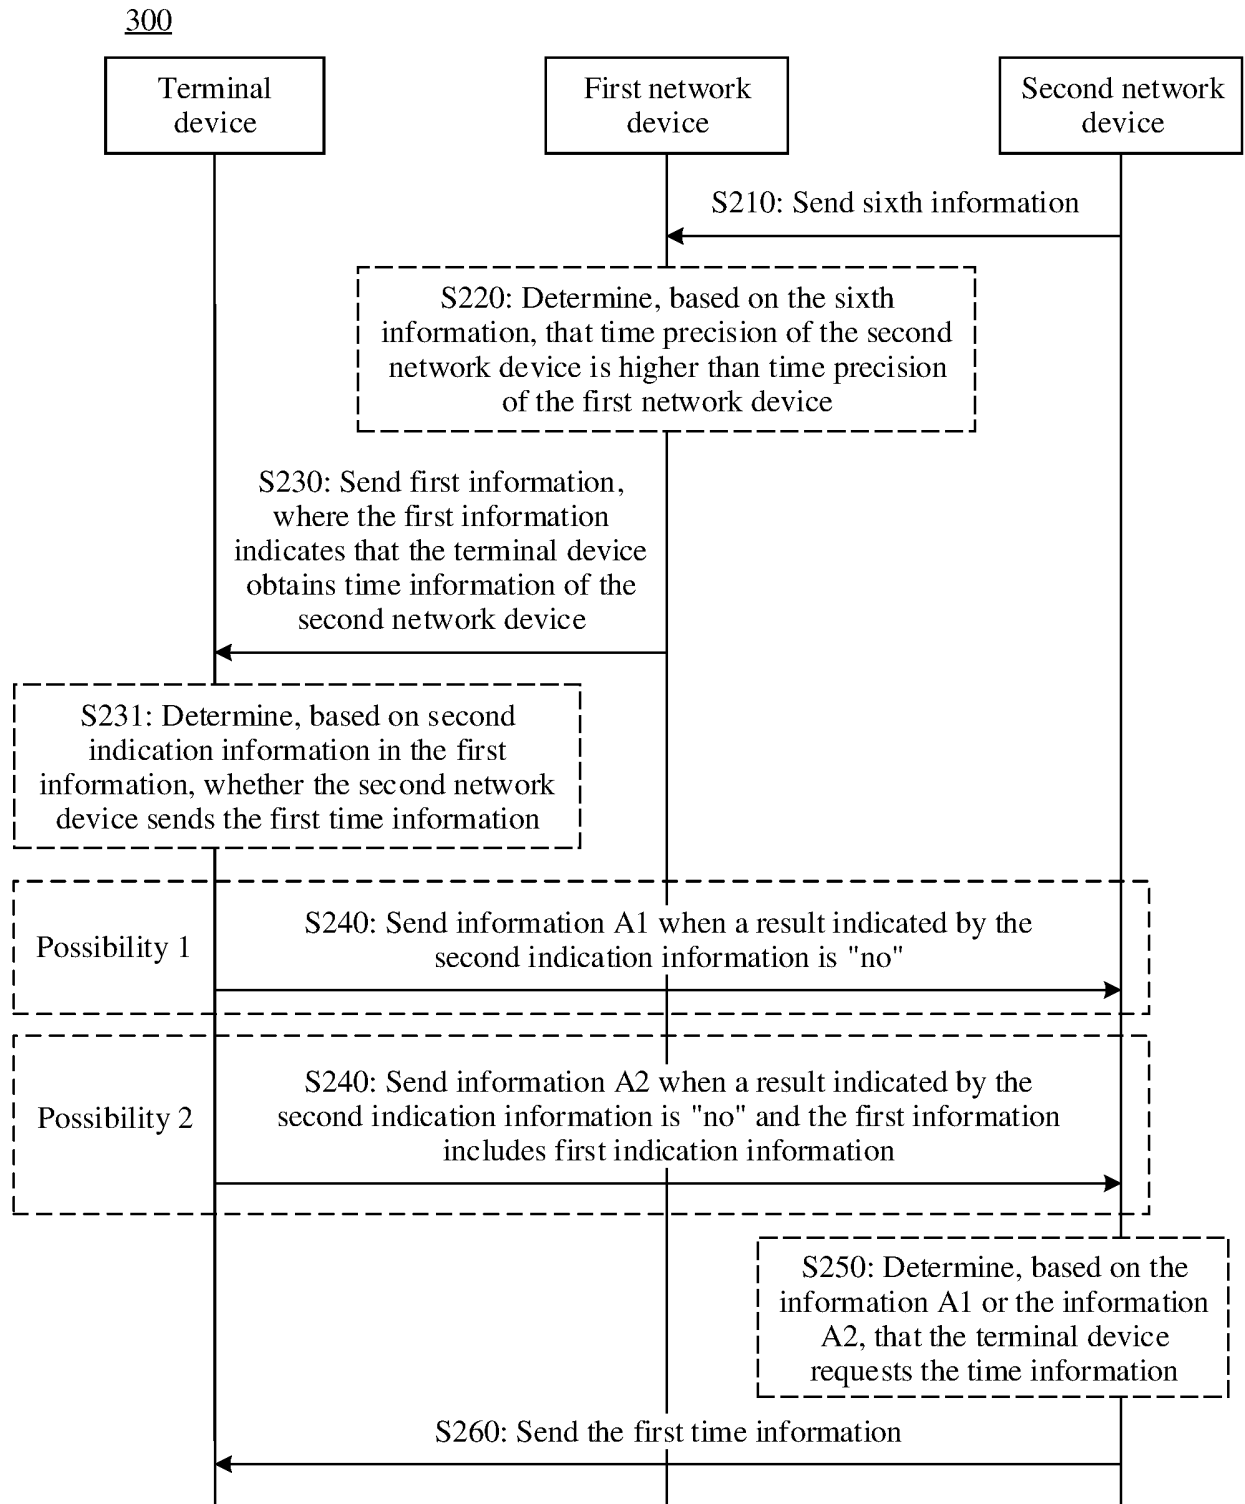 300
Terminal
device
First network
device
Second network
device
S210: Send sixth information
S220: Determine, based on the sixth
information, that time precision of the second
network device is higher than time precision
of the first network device
S230: Send first information,
where the first information
indicates that the terminal device
obtains time information of the
second network device
S231: Determine, based on second
indication information in the first
information, whether the second network
device sends the first time information
Possibility 1
S240: Send information A1 when a result indicated by the
second indication information is "no"
Possibility 2
S240: Send information A2 when a result indicated by the
second indication information is "no" and the first information
includes first indication information
S250: Determine, based on the
information A1 or the information
A2, that the terminal device
requests the time information
S260: Send the first time information